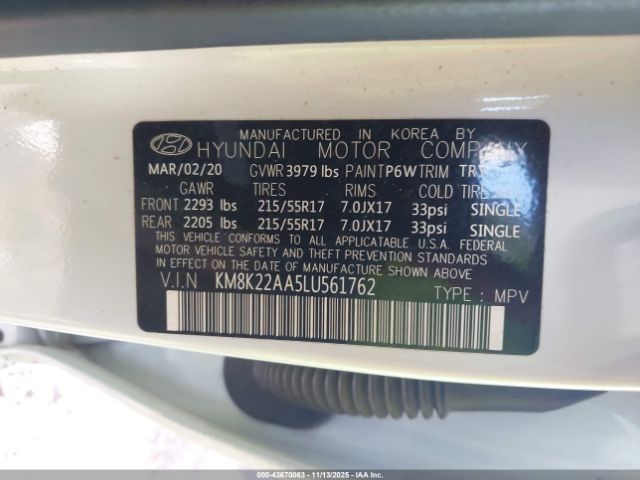 MANUFACTURED IN KOREA BY
HYUNDAI MOTOR COMPANY
MAR/02/20 GVWR 3979 lbs PAINT P6W TRIM
GAWR TIRES RIMS COLD TIRE
FRONT 2293 lbs 215/55R17 7.0JX17 33psi SINGLE
REAR 2205 lbs 215/55R17 7.0JX17 33psi SINGLE
THIS VEHICLE CONFORMS TO ALL APPLICABLE U.S.A. FEDERAL
MOTOR VEHICLE SAFETY AND THEFT PREVENTION
STANDARDS IN EFFECT ON THE DATE OF MANUFACTURE SHOWN ABOVE
V.I.N KM8K22AA5LU561762 TYPE : MPV
000-43670063 - 11/13/2025 - IAAI.com